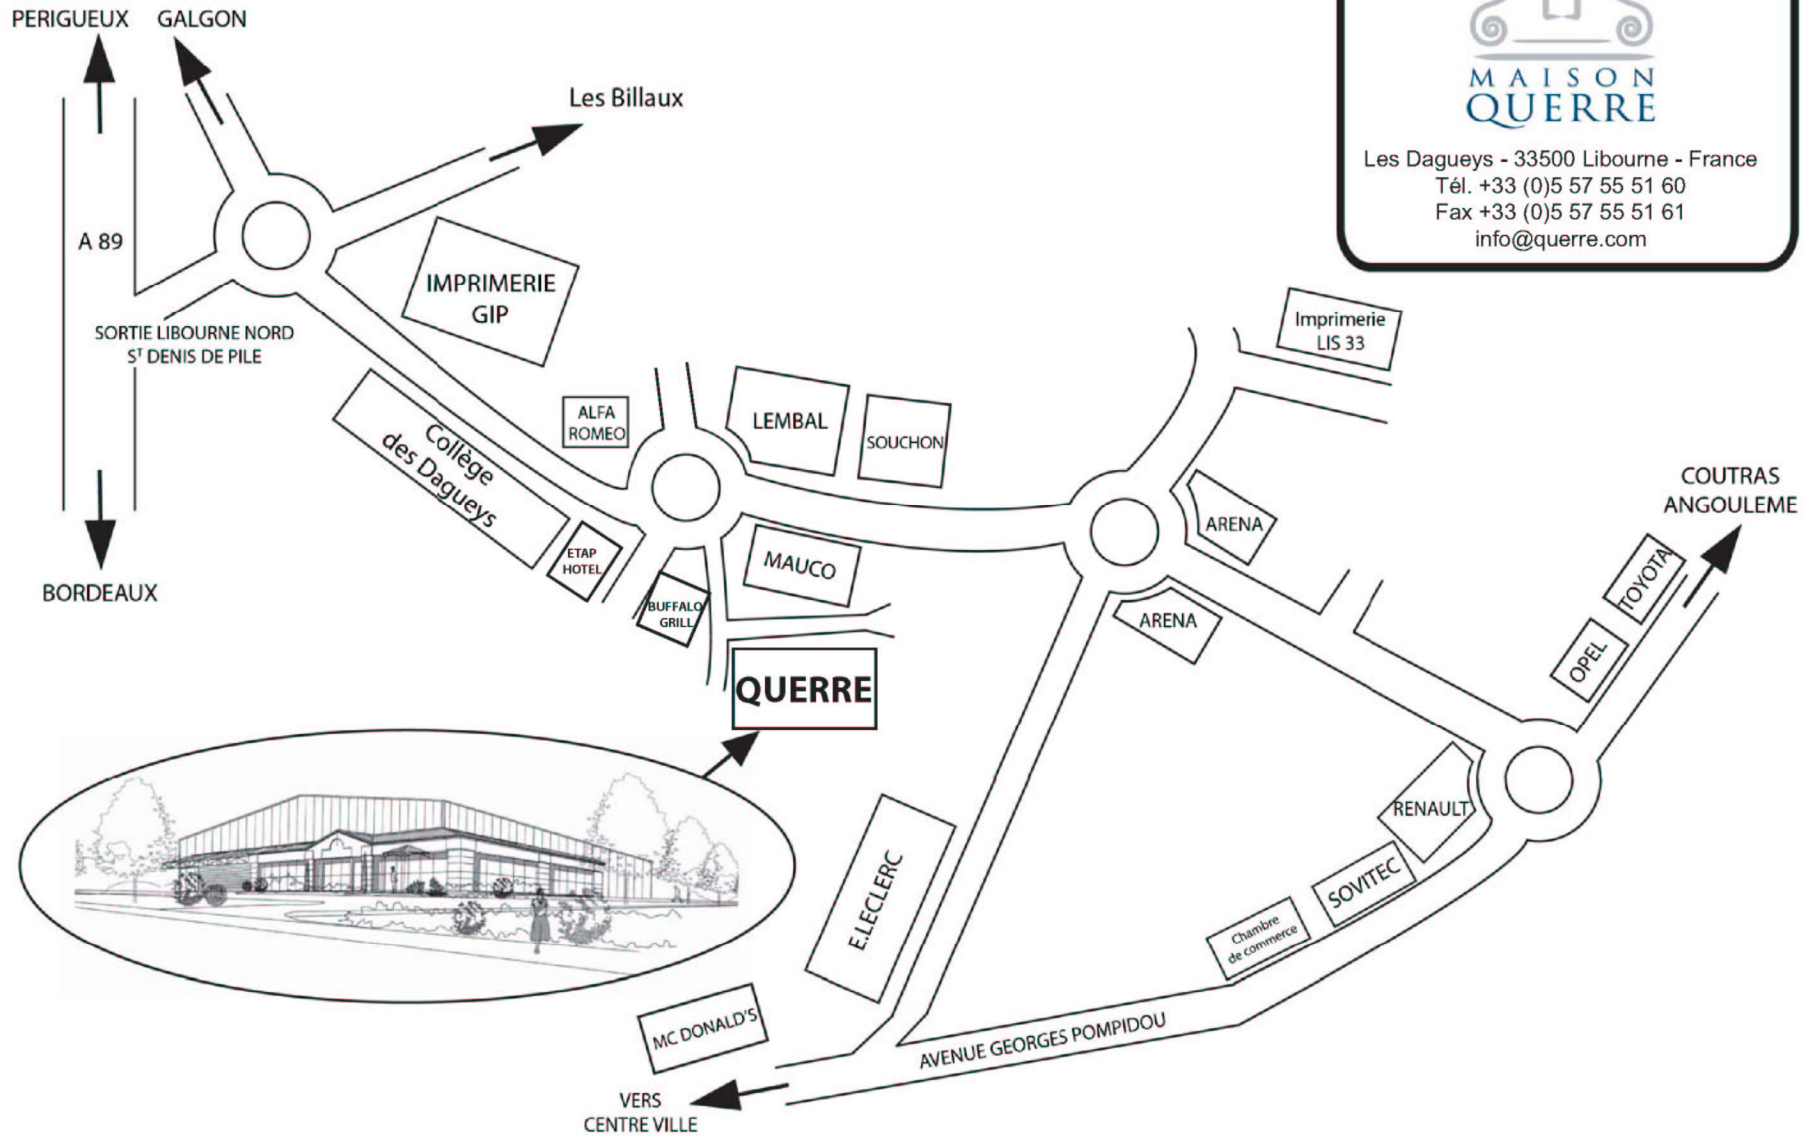 PERIGUEUX
GALGON
Les Billaux
MAISON
QUERRE
Les Dagueys - 33500 Libourne - France
Tél. +33 (0)5 57 55 51 60
Fax +33 (0)5 57 55 51 61
info@querre.com
A 89
IMPRIMERIE
GIP
SORTIE LIBOURNE NORD
Sᵀ DENIS DE PILE
Imprimerie
LIS 33
ALFA
ROMEO
LEMBAL
SOUCHON
Collège
des Dagueys
COUTRAS
ANGOULEME
ARENA
ETAP
HOTEL
MAUCO
BORDEAUX
TOYOTA
BUFFALO
GRILL
ARENA
OPEL
QUERRE
RENAULT
E.LECLERC
SOVITEC
Chambre
de commerce
MC DONALD'S
AVENUE GEORGES POMPIDOU
VERS
CENTRE VILLE